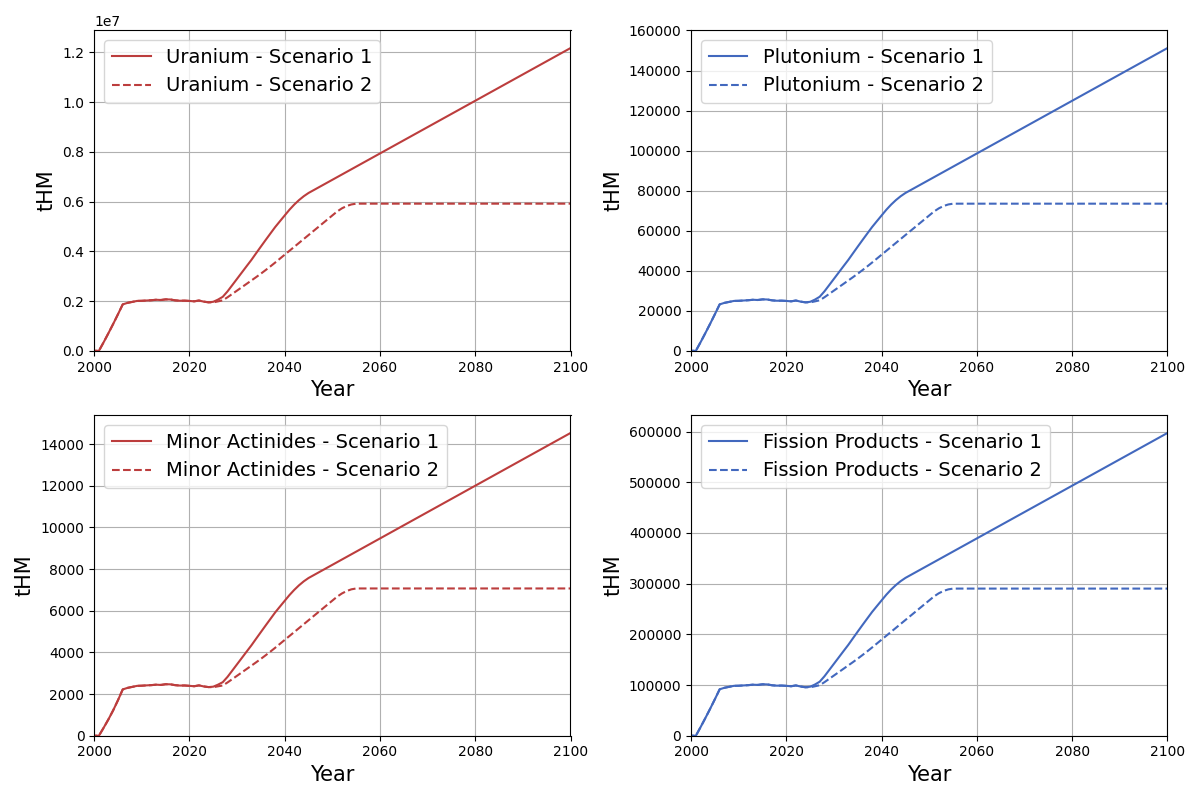 1e7
Uranium - Scenario 1
Uranium - Scenario 2
1.2
1.0
0.8
0.6
0.4
0.2
0.0
tHM
2000 2020 2040 2060 2080 2100
Year
Plutonium - Scenario 1
Plutonium - Scenario 2
160000
140000
120000
100000
80000
60000
40000
20000
0
tHM
2000 2020 2040 2060 2080 2100
Year
Minor Actinides - Scenario 1
Minor Actinides - Scenario 2
14000
12000
10000
8000
6000
4000
2000
0
tHM
2000 2020 2040 2060 2080 2100
Year
Fission Products - Scenario 1
Fission Products - Scenario 2
600000
500000
400000
300000
200000
100000
0
tHM
2000 2020 2040 2060 2080 2100
Year